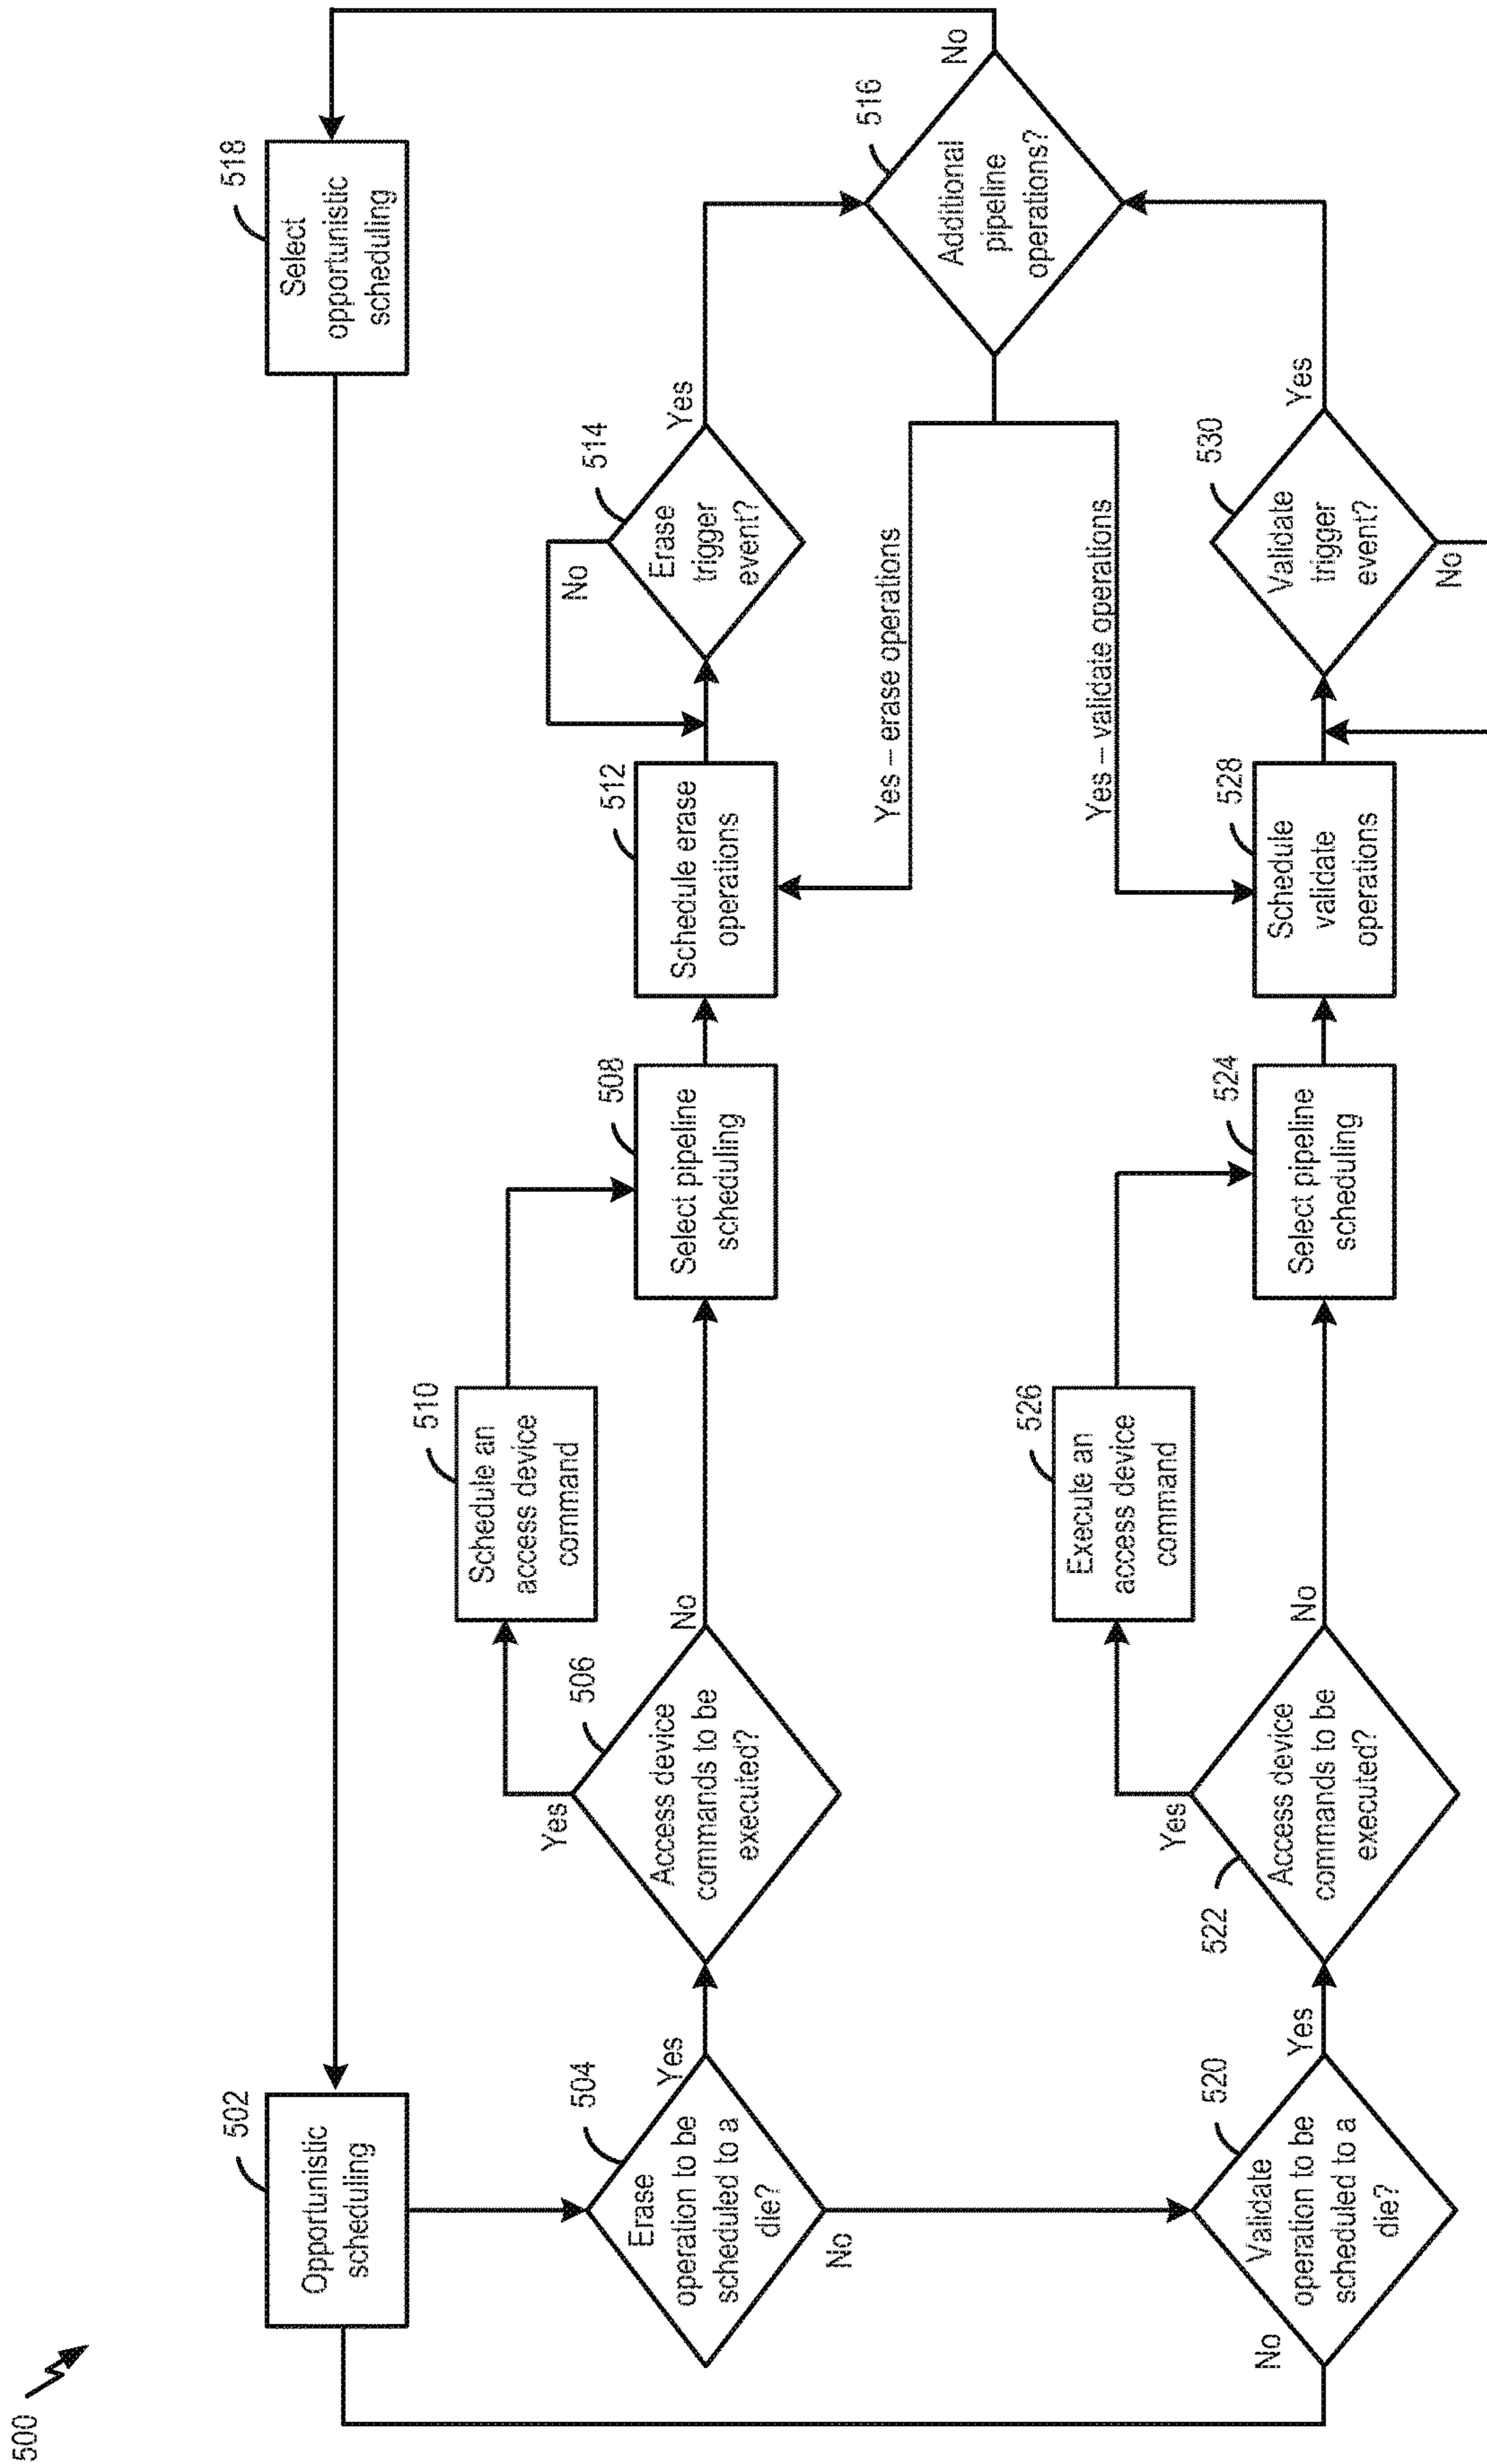 500
502
Opportunistic
scheduling
518
Select
opportunistic
scheduling
504
Erase
operation to be
scheduled to a
die?
Yes
No
506
Access device
commands to be
executed?
Yes
No
510
Schedule an
access device
command
508
Select pipeline
scheduling
512
Schedule erase
operations
514
Erase
trigger
event?
No
Yes
516
Additional
pipeline
operations?
No
Yes – erase operations
Yes – validate operations
520
Validate
operation to be
scheduled to a
die?
No
Yes
522
Access device
commands to be
executed?
Yes
No
526
Execute an
access device
command
524
Select pipeline
scheduling
528
Schedule
validate
operations
530
Validate
trigger
event?
Yes
No